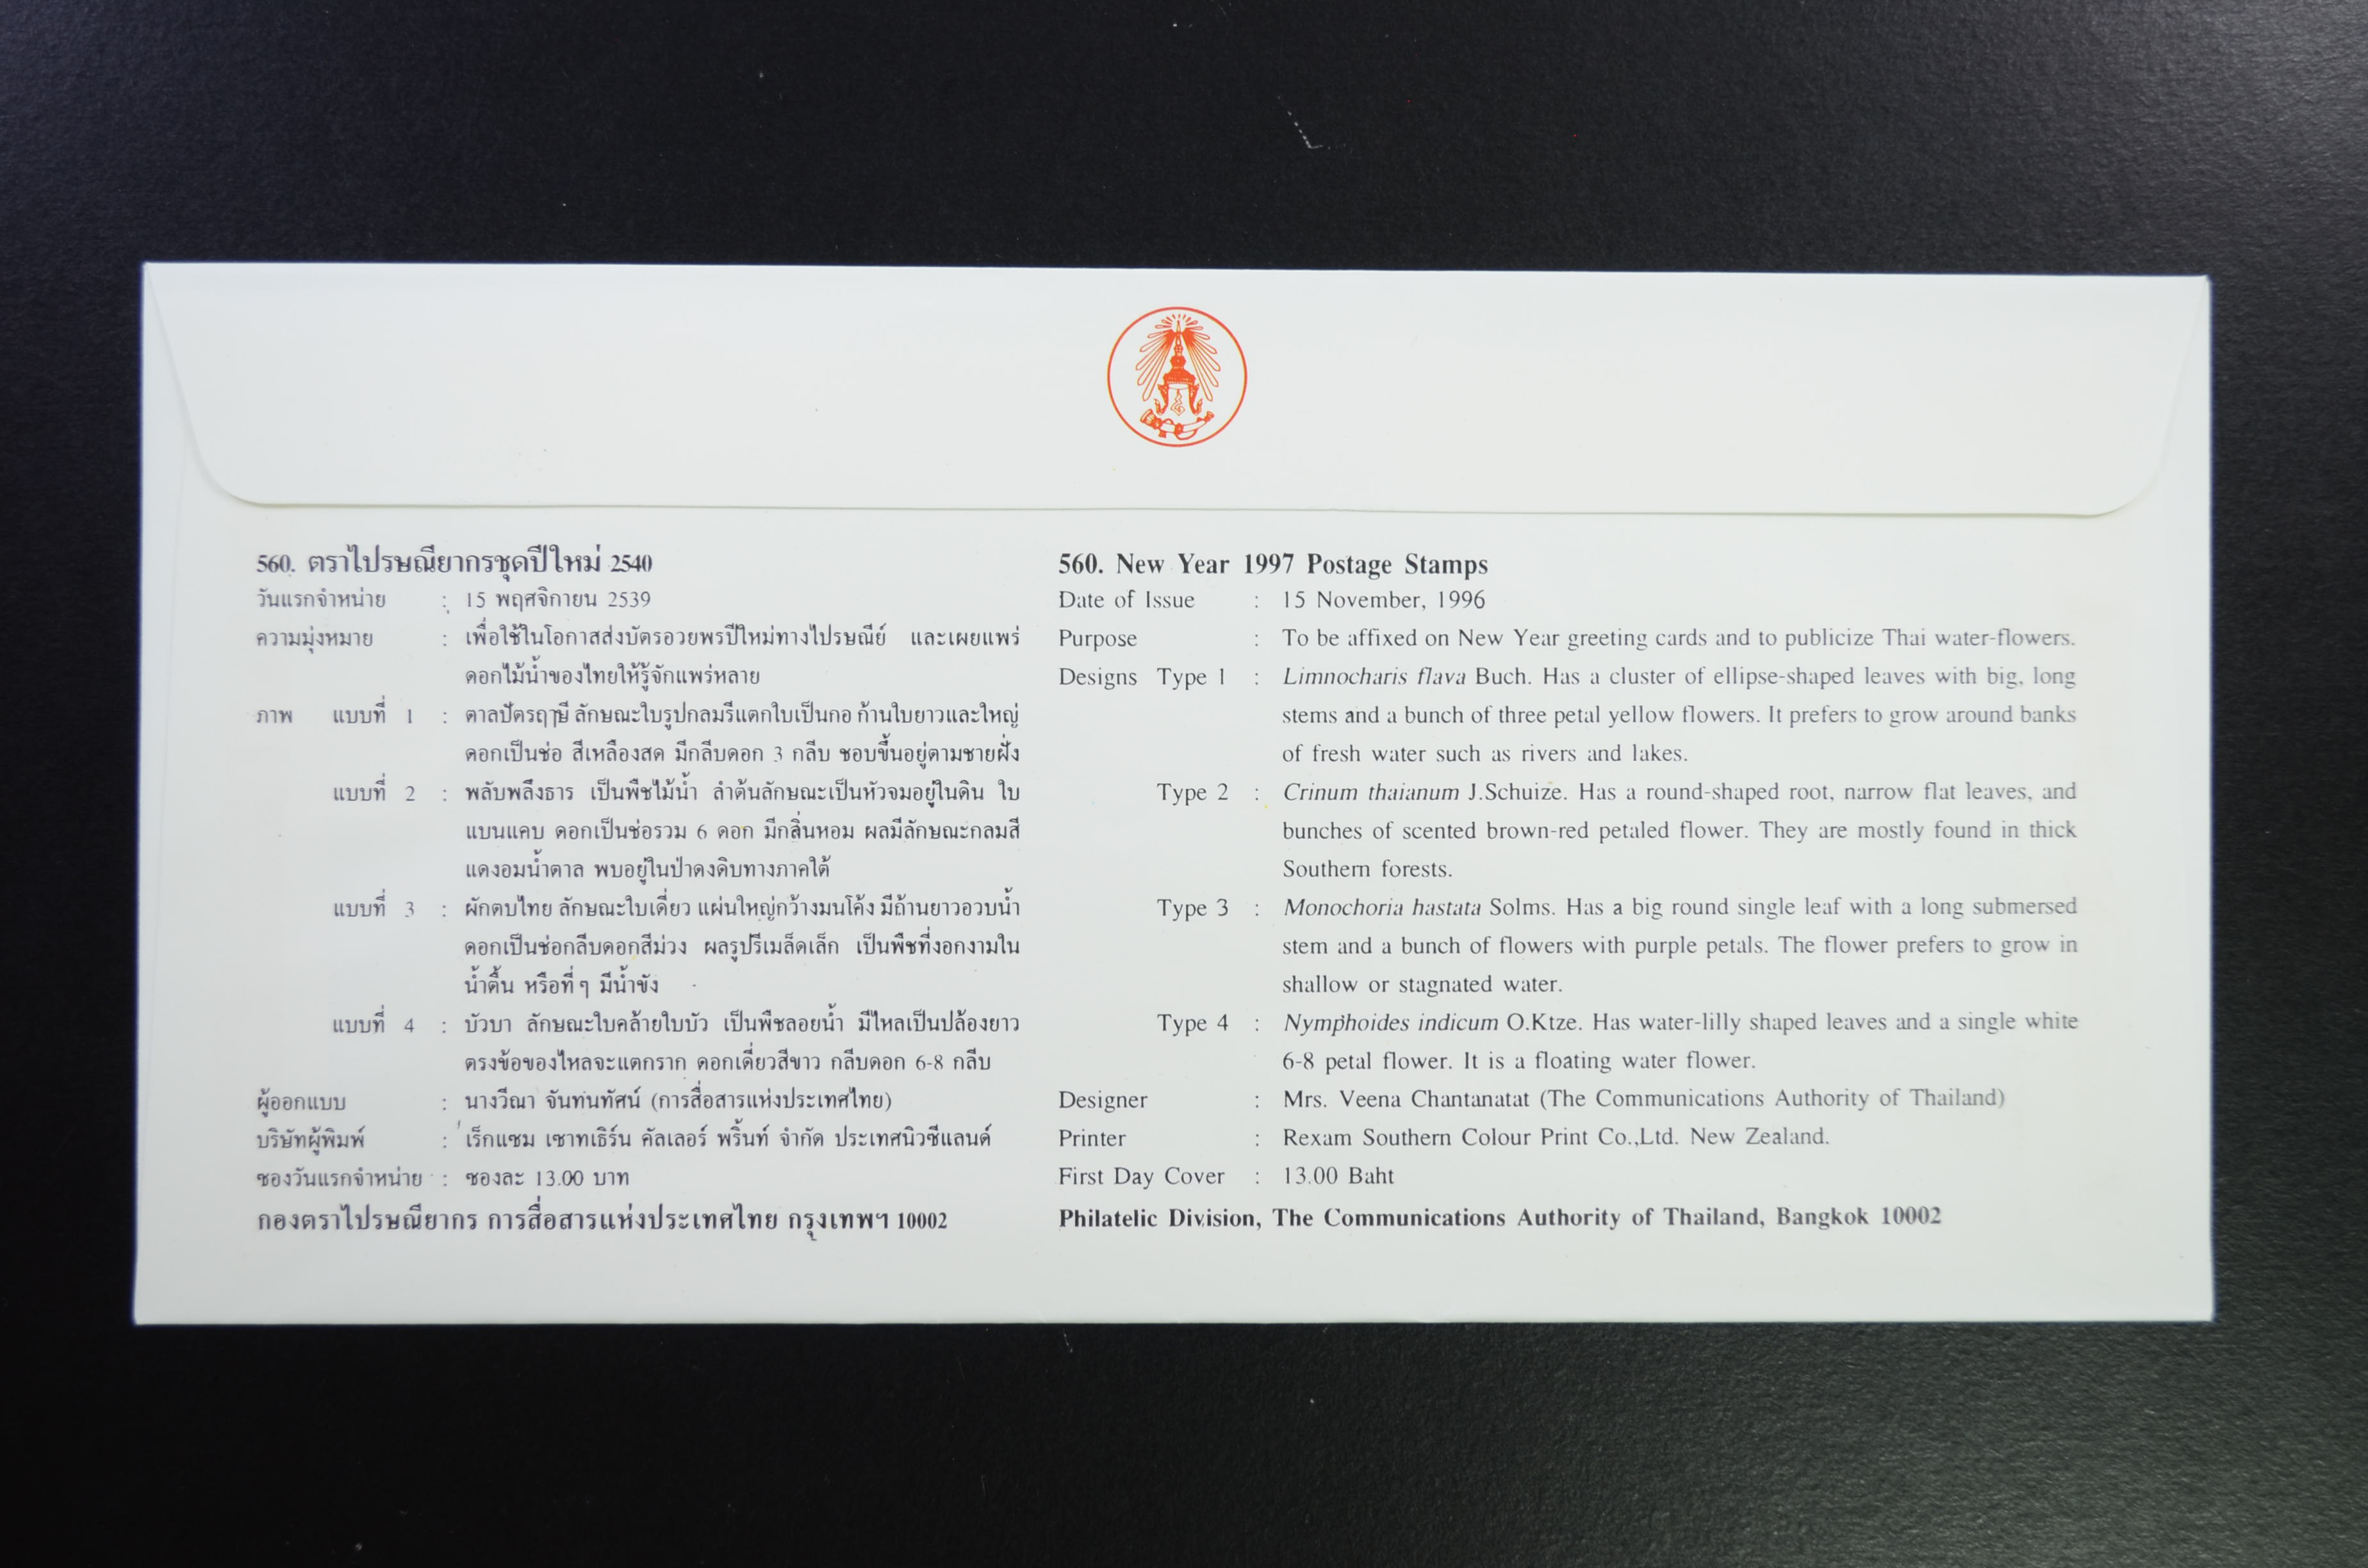 560. ตราไปรษณียากรชุดปีใหม่ 2540
วันแรกจำหน่าย : 15 พฤศจิกายน 2539
ความมุ่งหมาย : เพื่อใช้ในโอกาสส่งบัตรอวยพรปีใหม่ทางไปรษณีย์ และเผยแพร่
ดอกไม้น้ำของไทยให้รู้จักแพร่หลาย
ภาพ แบบที่ 1 : ตาลปัตรฤๅษี ลักษณะใบรูปกลมรีแตกใบเป็นกอ ก้านใบยาวและใหญ่
ดอกเป็นช่อ สีเหลืองสด มีกลีบดอก 3 กลีบ ชอบขึ้นอยู่ตามชายฝั่ง
แบบที่ 2 : พลับพลึงธาร เป็นพืชไม้น้ำ ลำต้นลักษณะเป็นหัวจมอยู่ในดิน ใบ
แบนแคบ ดอกเป็นช่อรวม 6 ดอก มีกลิ่นหอม ผลมีลักษณะกลมสี
แดงอมน้ำตาล พบอยู่ในป่าดงดิบทางภาคใต้
แบบที่ 3 : ผักตบไทย ลักษณะใบเดี่ยว แผ่นใหญ่กว้างมนโค้ง มีก้านยาวอวบน้ำ
ดอกเป็นช่อกลีบดอกสีม่วง ผลรูปรีเมล็ดเล็ก เป็นพืชที่งอกงามใน
น้ำตื้น หรือที่ๆ มีน้ำขัง
แบบที่ 4 : บัวบา ลักษณะใบคล้ายใบบัว เป็นพืชลอยน้ำ มีไหลเป็นปล้องยาว
ตรงข้อของไหลจะแตกราก ดอกเดี่ยวสีขาว กลีบดอก 6-8 กลีบ
ผู้ออกแบบ : นางวีณา จันทนทัศน์ (การสื่อสารแห่งประเทศไทย)
บริษัทผู้พิมพ์ : เร็กแซม เซาทเธิร์น คัลเลอร์ พริ้นท์ จำกัด ประเทศนิวซีแลนด์
ซองวันแรกจำหน่าย : ซองละ 13.00 บาท
กองตราไปรษณียากร การสื่อสารแห่งประเทศไทย กรุงเทพฯ 10002
560. New Year 1997 Postage Stamps
Date of Issue : 15 November, 1996
Purpose : To be affixed on New Year greeting cards and to publicize Thai water-flowers.
Designs Type 1 : Limnocharis flava Buch. Has a cluster of ellipse-shaped leaves with big, long
stems and a bunch of three petal yellow flowers. It prefers to grow around banks
of fresh water such as rivers and lakes.
Type 2 : Crinum thaianum J.Schuize. Has a round-shaped root, narrow flat leaves, and
bunches of scented brown-red petaled flower. They are mostly found in thick
Southern forests.
Type 3 : Monochoria hastata Solms. Has a big round single leaf with a long submersed
stem and a bunch of flowers with purple petals. The flower prefers to grow in
shallow or stagnated water.
Type 4 : Nymphoides indicum O.Ktze. Has water-lilly shaped leaves and a single white
6-8 petal flower. It is a floating water flower.
Designer : Mrs. Veena Chantanatat (The Communications Authority of Thailand)
Printer : Rexam Southern Colour Print Co.,Ltd. New Zealand.
First Day Cover : 13.00 Baht
Philatelic Division, The Communications Authority of Thailand, Bangkok 10002